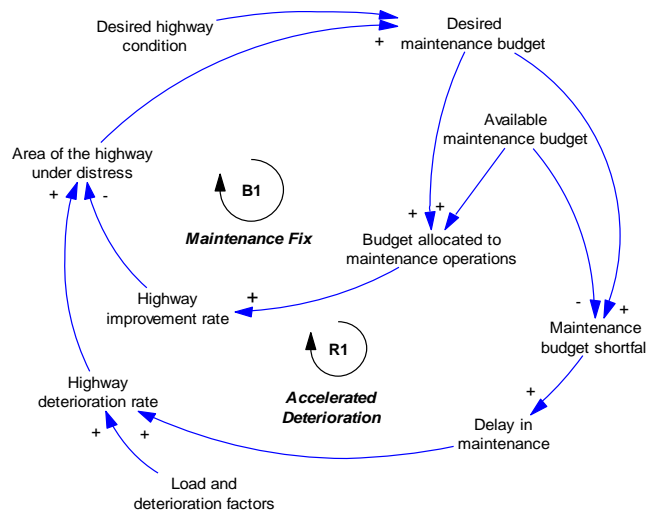 Desired highway
condition
+
Desired
maintenance budget
Available
maintenance budget
Area of the highway
under distress
+
-
B1
Maintenance Fix
+
+
Budget allocated to
maintenance operations
Highway
improvement rate
+
R1
Accelerated
Deterioration
-
+
Maintenance
budget shortfal
Highway
deterioration rate
+
+
+
Delay in
maintenance
Load and
deterioration factors